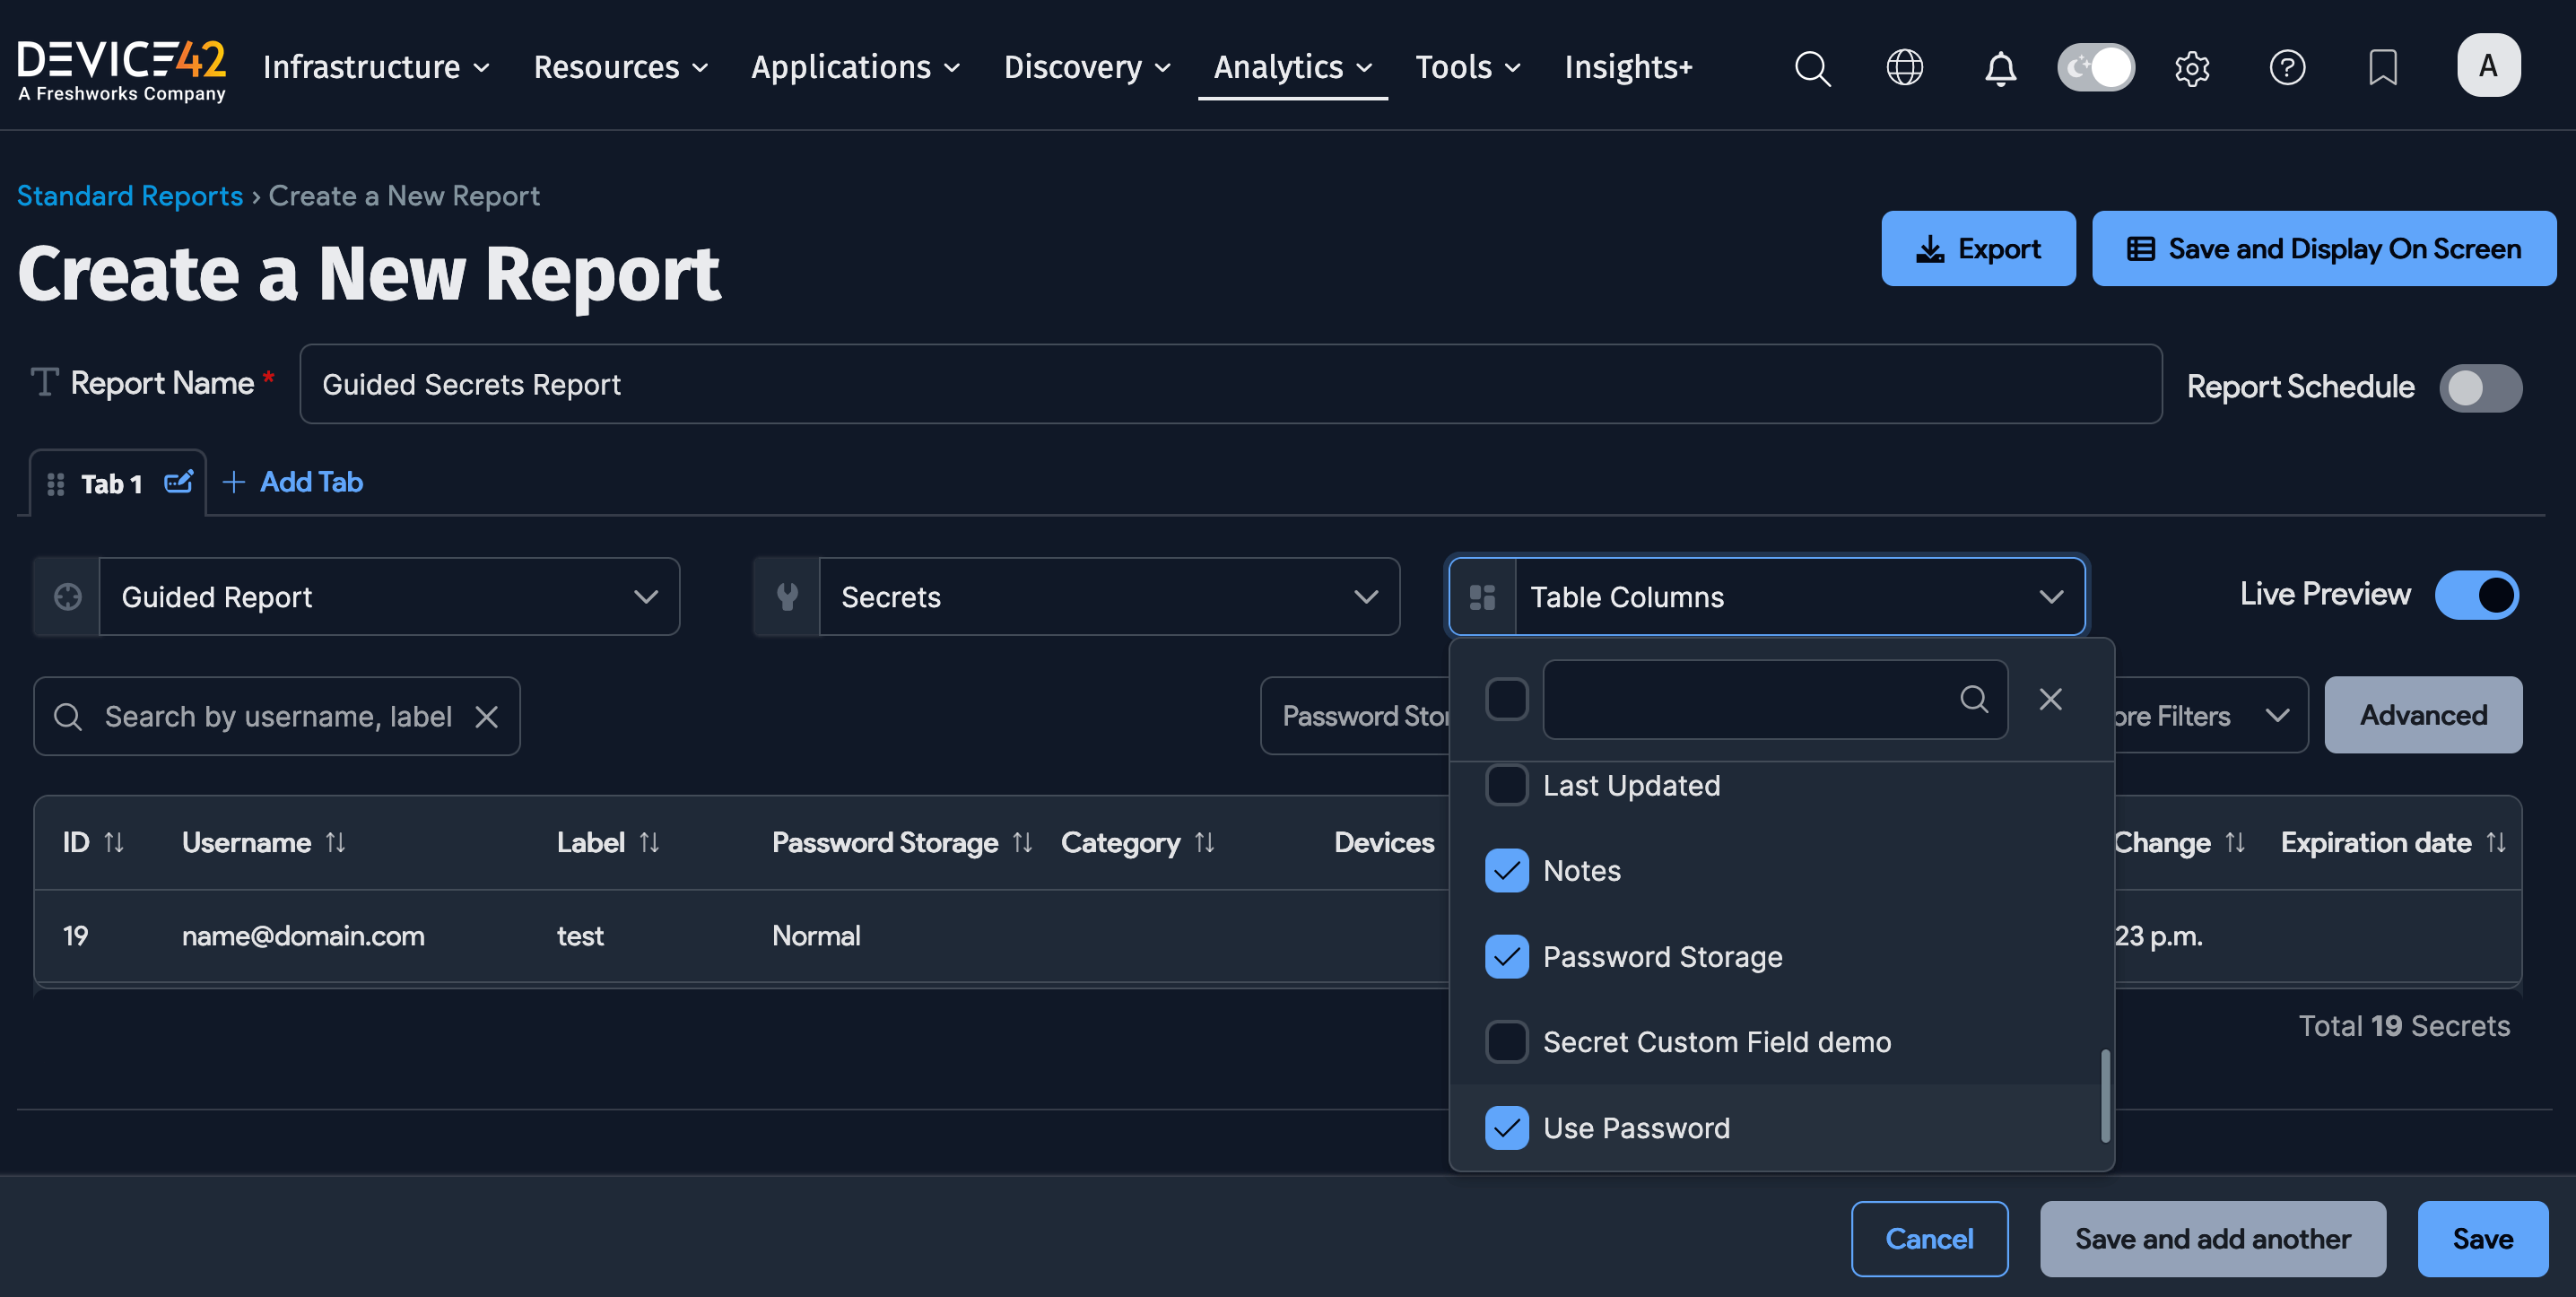 DEVICE42
A Freshworks Company
Infrastructure
Resources
Applications
Discovery
Analytics
Tools
Insights+
A
Standard Reports › Create a New Report
Create a New Report
Export
Save and Display On Screen
Report Name *
Guided Secrets Report
Report Schedule
Tab 1
+ Add Tab
Guided Report
Secrets
Table Columns
Live Preview
Search by username, label
Password Stor
ore Filters
Advanced
Last Updated
Notes
Password Storage
Secret Custom Field demo
Use Password
ID
Username
Label
Password Storage
Category
Devices
Change
Expiration date
19
name@domain.com
test
Normal
23 p.m.
Total 19 Secrets
Cancel
Save and add another
Save